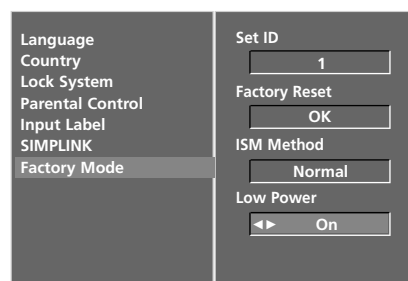 Language
Country
Lock System
Parental Control
Input Label
SIMPLINK
Factory Mode
Set ID
1
Factory Reset
OK
ISM Method
Normal
Low Power
◄► On